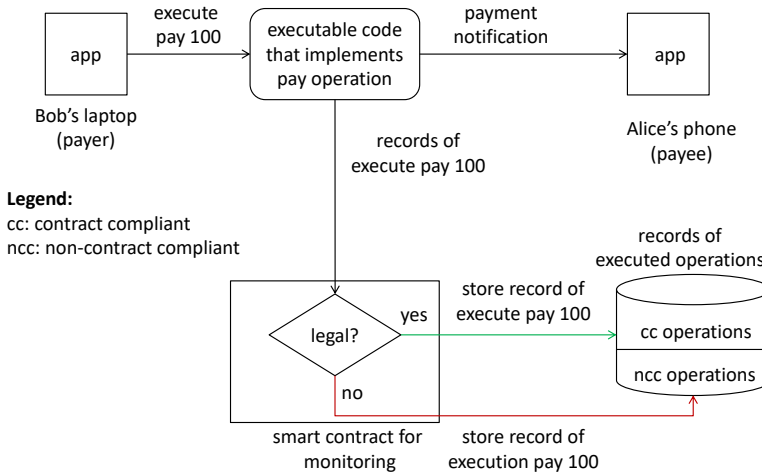 execute
pay 100
app
executable code
that implements
pay operation
payment
notification
app
Bob's laptop
(payer)
Alice's phone
(payee)
records of
execute pay 100
Legend:
cc: contract compliant
ncc: non-contract compliant
records of
executed operations
legal?
yes
no
store record of
execute pay 100
cc operations
ncc operations
smart contract for
monitoring
store record of
execution pay 100